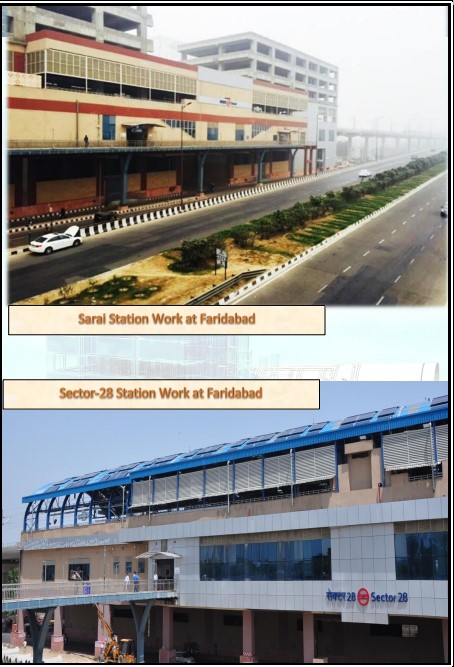 Sarai Station Work at Faridabad
Sector-28 Station Work at Faridabad
सेक्टर 28 Sector 28